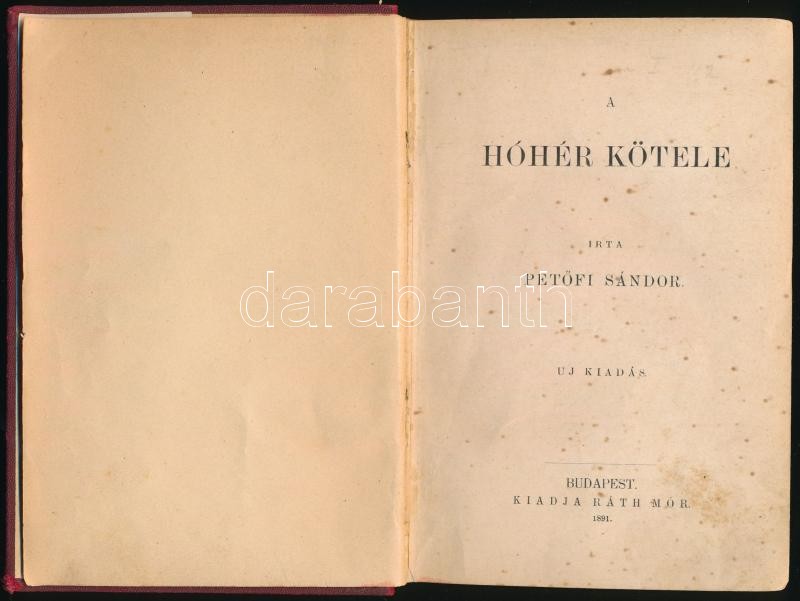 A
HÓHÉR KÖTELE
IRTA
PETŐFI SÁNDOR.
UJ KIADÁS.
BUDAPEST.
KIADJA RÁTH MÓR.
1891.
darabanth